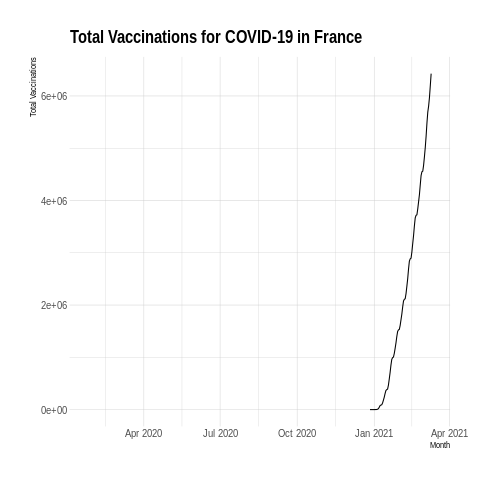 Total Vaccinations for COVID-19 in France
Total Vaccinations
6e+06
4e+06
2e+06
0e+00
Apr 2020 Jul 2020 Oct 2020 Jan 2021 Apr 2021
Month